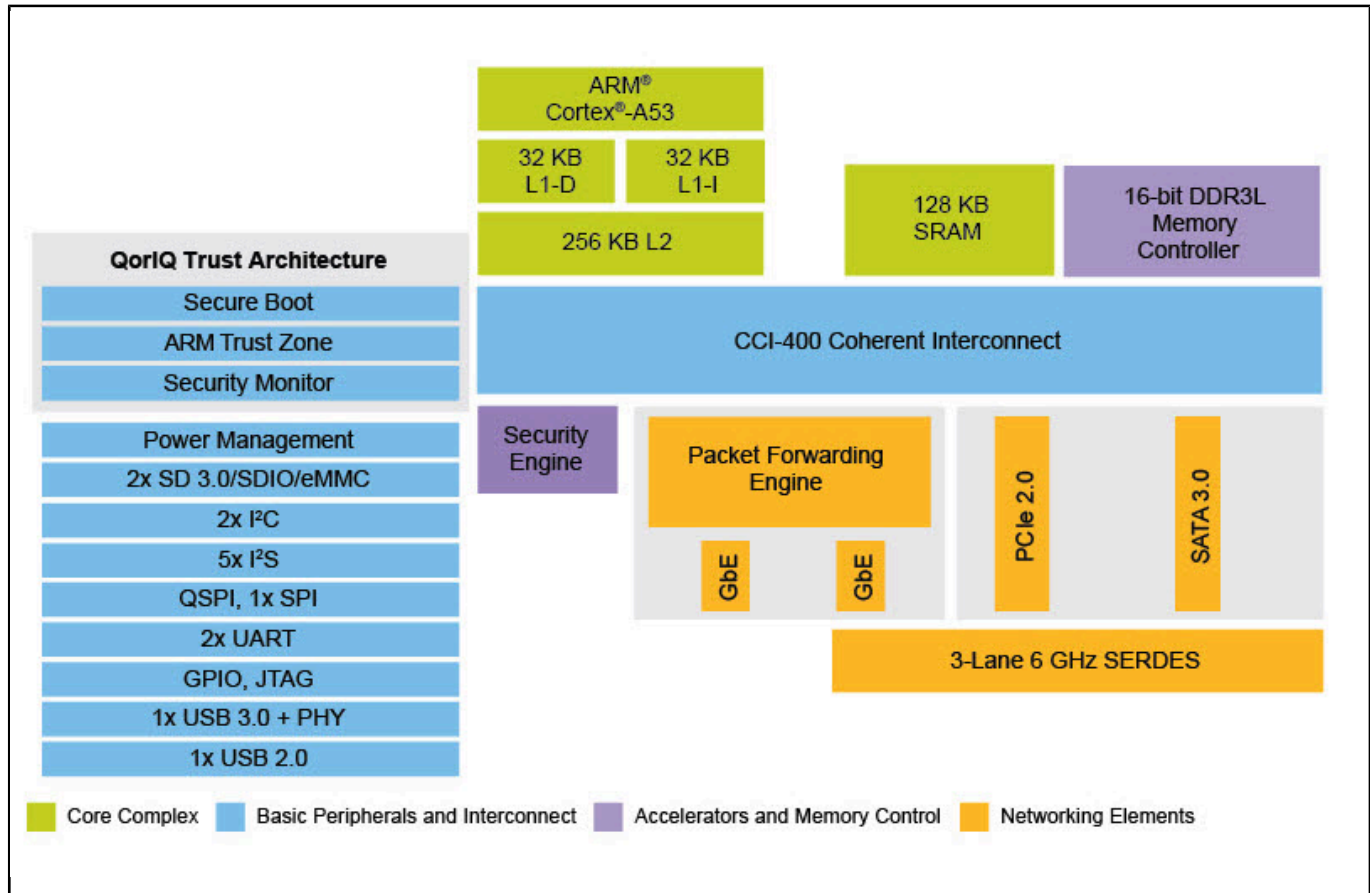 ARM®
Cortex®-A53
32 KB
L1-D
32 KB
L1-I
256 KB L2
128 KB
SRAM
16-bit DDR3L
Memory
Controller
QorIQ Trust Architecture
Secure Boot
ARM Trust Zone
Security Monitor
CCI-400 Coherent Interconnect
Power Management
2x SD 3.0/SDIO/eMMC
2x I²C
5x I²S
QSPI, 1x SPI
2x UART
GPIO, JTAG
1x USB 3.0 + PHY
1x USB 2.0
Security
Engine
Packet Forwarding
Engine
GbE
GbE
PCIe 2.0
SATA 3.0
3-Lane 6 GHz SERDES
Core Complex
Basic Peripherals and Interconnect
Accelerators and Memory Control
Networking Elements